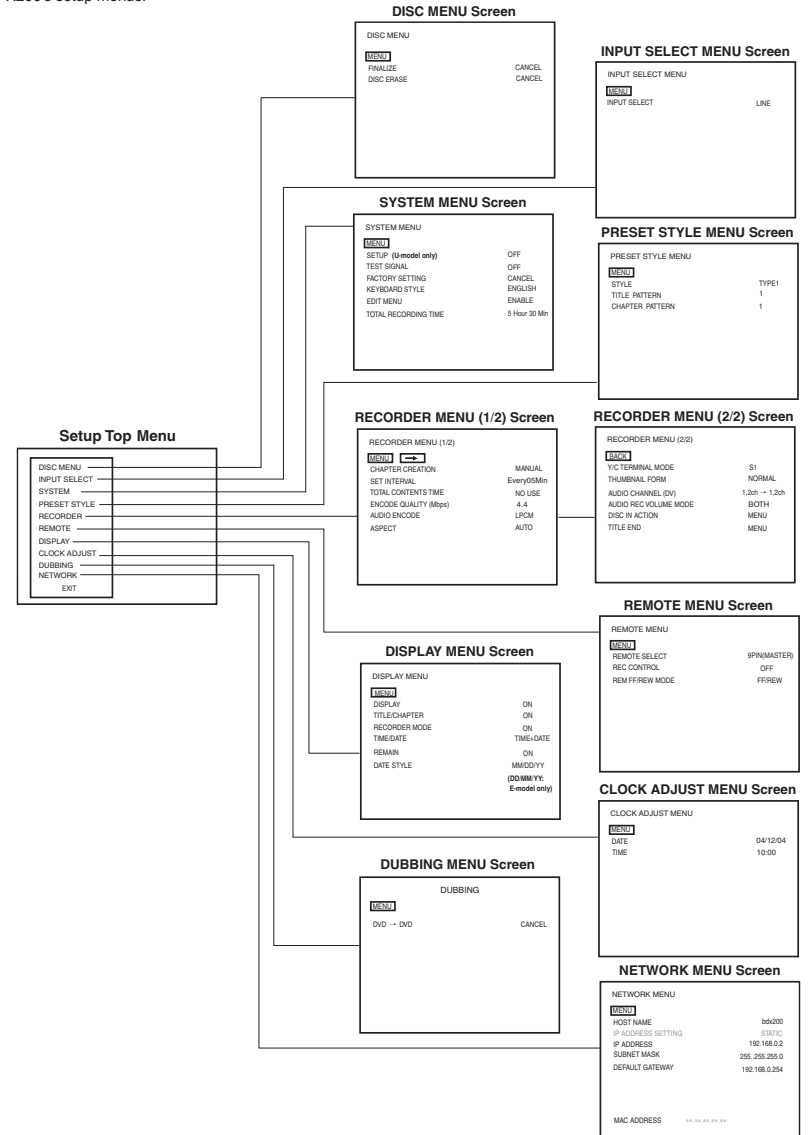 DISC MENU Screen
DISC MENU
MENU
FINALIZE CANCEL
DISC ERASE CANCEL
INPUT SELECT MENU Screen
INPUT SELECT MENU
MENU
INPUT SELECT LINE
SYSTEM MENU Screen
SYSTEM MENU
MENU
SETUP (U-model only) OFF
TEST SIGNAL OFF
FACTORY SETTING CANCEL
KEYBOARD STYLE ENGLISH
EDIT MENU ENABLE
TOTAL RECORDING TIME 5 Hour 30 Min
PRESET STYLE MENU Screen
PRESET STYLE MENU
MENU
STYLE TYPE1
TITLE PATTERN 1
CHAPTER PATTERN 1
Setup Top Menu
DISC MENU
INPUT SELECT
SYSTEM
PRESET STYLE
RECORDER
REMOTE
DISPLAY
CLOCK ADJUST
DUBBING
NETWORK
EXIT
RECORDER MENU (1/2) Screen
RECORDER MENU (1/2)
MENU →
CHAPTER CREATION MANUAL
SET INTERVAL Every05Min
TOTAL CONTENTS TIME NO USE
ENCODE QUALITY (Mbps) 4.4
AUDIO ENCODE LPCM
ASPECT AUTO
RECORDER MENU (2/2) Screen
RECORDER MENU (2/2)
BACK
Y/C TERMINAL MODE S1
THUMBNAIL FORM NORMAL
AUDIO CHANNEL (DV) 1,2ch → 1,2ch
AUDIO REC VOLUME MODE BOTH
DISC IN ACTION MENU
TITLE END MENU
REMOTE MENU Screen
REMOTE MENU
MENU
REMOTE SELECT 9PIN(MASTER)
REC CONTROL OFF
REM FF/REW MODE FF/REW
DISPLAY MENU Screen
DISPLAY MENU
MENU
DISPLAY ON
TITLE/CHAPTER ON
RECORDER MODE ON
TIME/DATE TIME+DATE
REMAIN ON
DATE STYLE MM/DD/YY
(DD/MM/YY:
E-model only)
CLOCK ADJUST MENU Screen
CLOCK ADJUST MENU
MENU
DATE 04/12/04
TIME 10:00
DUBBING MENU Screen
DUBBING
MENU
DVD → DVD CANCEL
NETWORK MENU Screen
NETWORK MENU
MENU
HOST NAME bdx200
IP ADDRESS SETTING STATIC
IP ADDRESS 192.168.0.2
SUBNET MASK 255..255.255.0
DEFAULT GATEWAY 192.168.0.254
MAC ADDRESS **.**.**.**.**